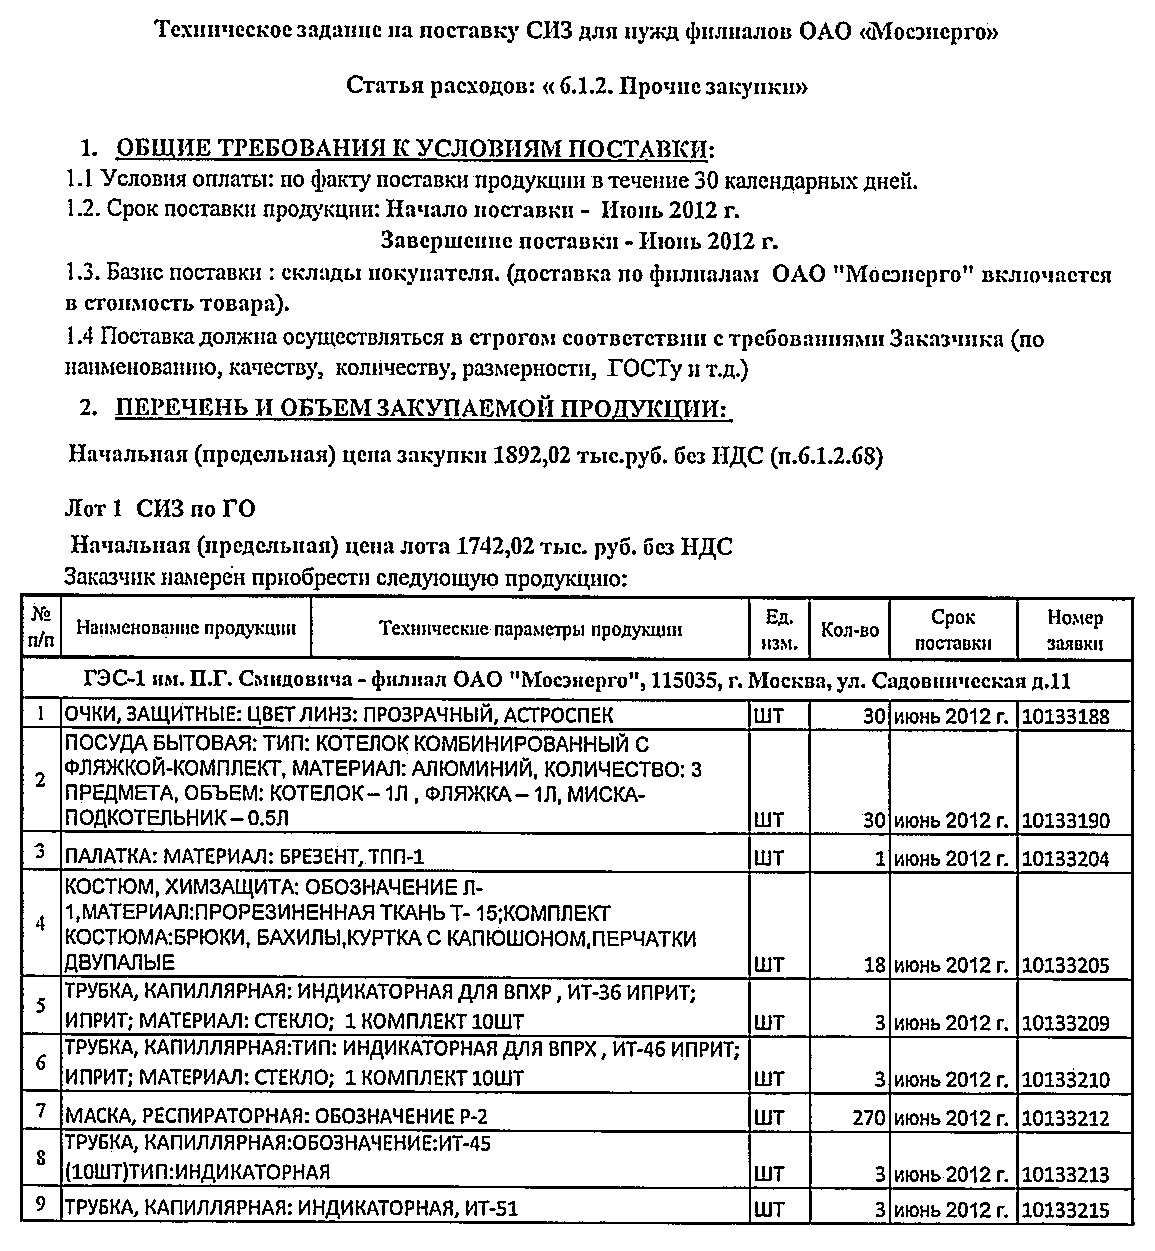 Техническое задание на поставку СИЗ для нужд филиалов ОАО «Мосэнерго»
Статья расходов: « 6.1.2. Прочие закупки»
1. ОБЩИЕ ТРЕБОВАНИЯ К УСЛОВИЯМ ПОСТАВКИ:
1.1 Условия оплаты: по факту поставки продукции в течение 30 календарных дней.
1.2. Срок поставки продукции: Начало поставки - Июнь 2012 г.
Завершение поставки - Июнь 2012 г.
1.3. Базис поставки : склады покупателя. (доставка по филиалам ОАО "Мосэнерго" включается
в стоимость товара).
1.4 Поставка должна осуществляться в строгом соответствии с требованиями Заказчика (по
наименованию, качеству, количеству, размерности, ГОСТу и т.д.)
2. ПЕРЕЧЕНЬ И ОБЪЕМ ЗАКУПАЕМОЙ ПРОДУКЦИИ:
Начальная (предельная) цена закупки 1892,02 тыс.руб. без НДС (п.6.1.2.68)
Лот 1 СИЗ по ГО
Начальная (предельная) цена лота 1742,02 тыс. руб. без НДС
Заказчик намерен приобрести следующую продукцию:
№ п/п Наименование продукции Технические параметры продукции Ед. изм. Кол-во Срок поставки Номер заявки
ГЭС-1 им. П.Г. Смидовича - филиал ОАО "Мосэнерго", 115035, г. Москва, ул. Садовническая д.11
1 ОЧКИ, ЗАЩИТНЫЕ: ЦВЕТ ЛИНЗ: ПРОЗРАЧНЫЙ, АСТРОСПЕК ШТ 30 июнь 2012 г. 10133188
ПОСУДА БЫТОВАЯ: ТИП: КОТЕЛОК КОМБИНИРОВАННЫЙ С
ФЛЯЖКОЙ-КОМПЛЕКТ, МАТЕРИАЛ: АЛЮМИНИЙ, КОЛИЧЕСТВО: 3
2 ПРЕДМЕТА, ОБЪЕМ: КОТЕЛОК – 1Л , ФЛЯЖКА – 1Л, МИСКА-
ПОДКОТЕЛЬНИК – 0.5Л ШТ 30 июнь 2012 г. 10133190
3 ПАЛАТКА: МАТЕРИАЛ: БРЕЗЕНТ, ТПП-1 ШТ 1 июнь 2012 г. 10133204
КОСТЮМ, ХИМЗАЩИТА: ОБОЗНАЧЕНИЕ Л-
4 1,МАТЕРИАЛ:ПРОРЕЗИНЕННАЯ ТКАНЬ Т- 15;КОМПЛЕКТ
КОСТЮМА:БРЮКИ, БАХИЛЫ,КУРТКА С КАПЮШОНОМ,ПЕРЧАТКИ
ДВУПАЛЫЕ ШТ 18 июнь 2012 г. 10133205
5 ТРУБКА, КАПИЛЛЯРНАЯ: ИНДИКАТОРНАЯ ДЛЯ ВПХР , ИТ-36 ИПРИТ;
ИПРИТ; МАТЕРИАЛ: СТЕКЛО; 1 КОМПЛЕКТ 10ШТ ШТ 3 июнь 2012 г. 10133209
6 ТРУБКА, КАПИЛЛЯРНАЯ:ТИП: ИНДИКАТОРНАЯ ДЛЯ ВПРХ , ИТ-46 ИПРИТ;
ИПРИТ; МАТЕРИАЛ: СТЕКЛО; 1 КОМПЛЕКТ 10ШТ ШТ 3 июнь 2012 г. 10133210
7 МАСКА, РЕСПИРАТОРНАЯ: ОБОЗНАЧЕНИЕ Р-2 ШТ 270 июнь 2012 г. 10133212
8 ТРУБКА, КАПИЛЛЯРНАЯ:ОБОЗНАЧЕНИЕ:ИТ-45
(10ШТ)ТИП:ИНДИКАТОРНАЯ ШТ 3 июнь 2012 г. 10133213
9 ТРУБКА, КАПИЛЛЯРНАЯ: ИНДИКАТОРНАЯ, ИТ-51 ШТ 3 июнь 2012 г. 10133215